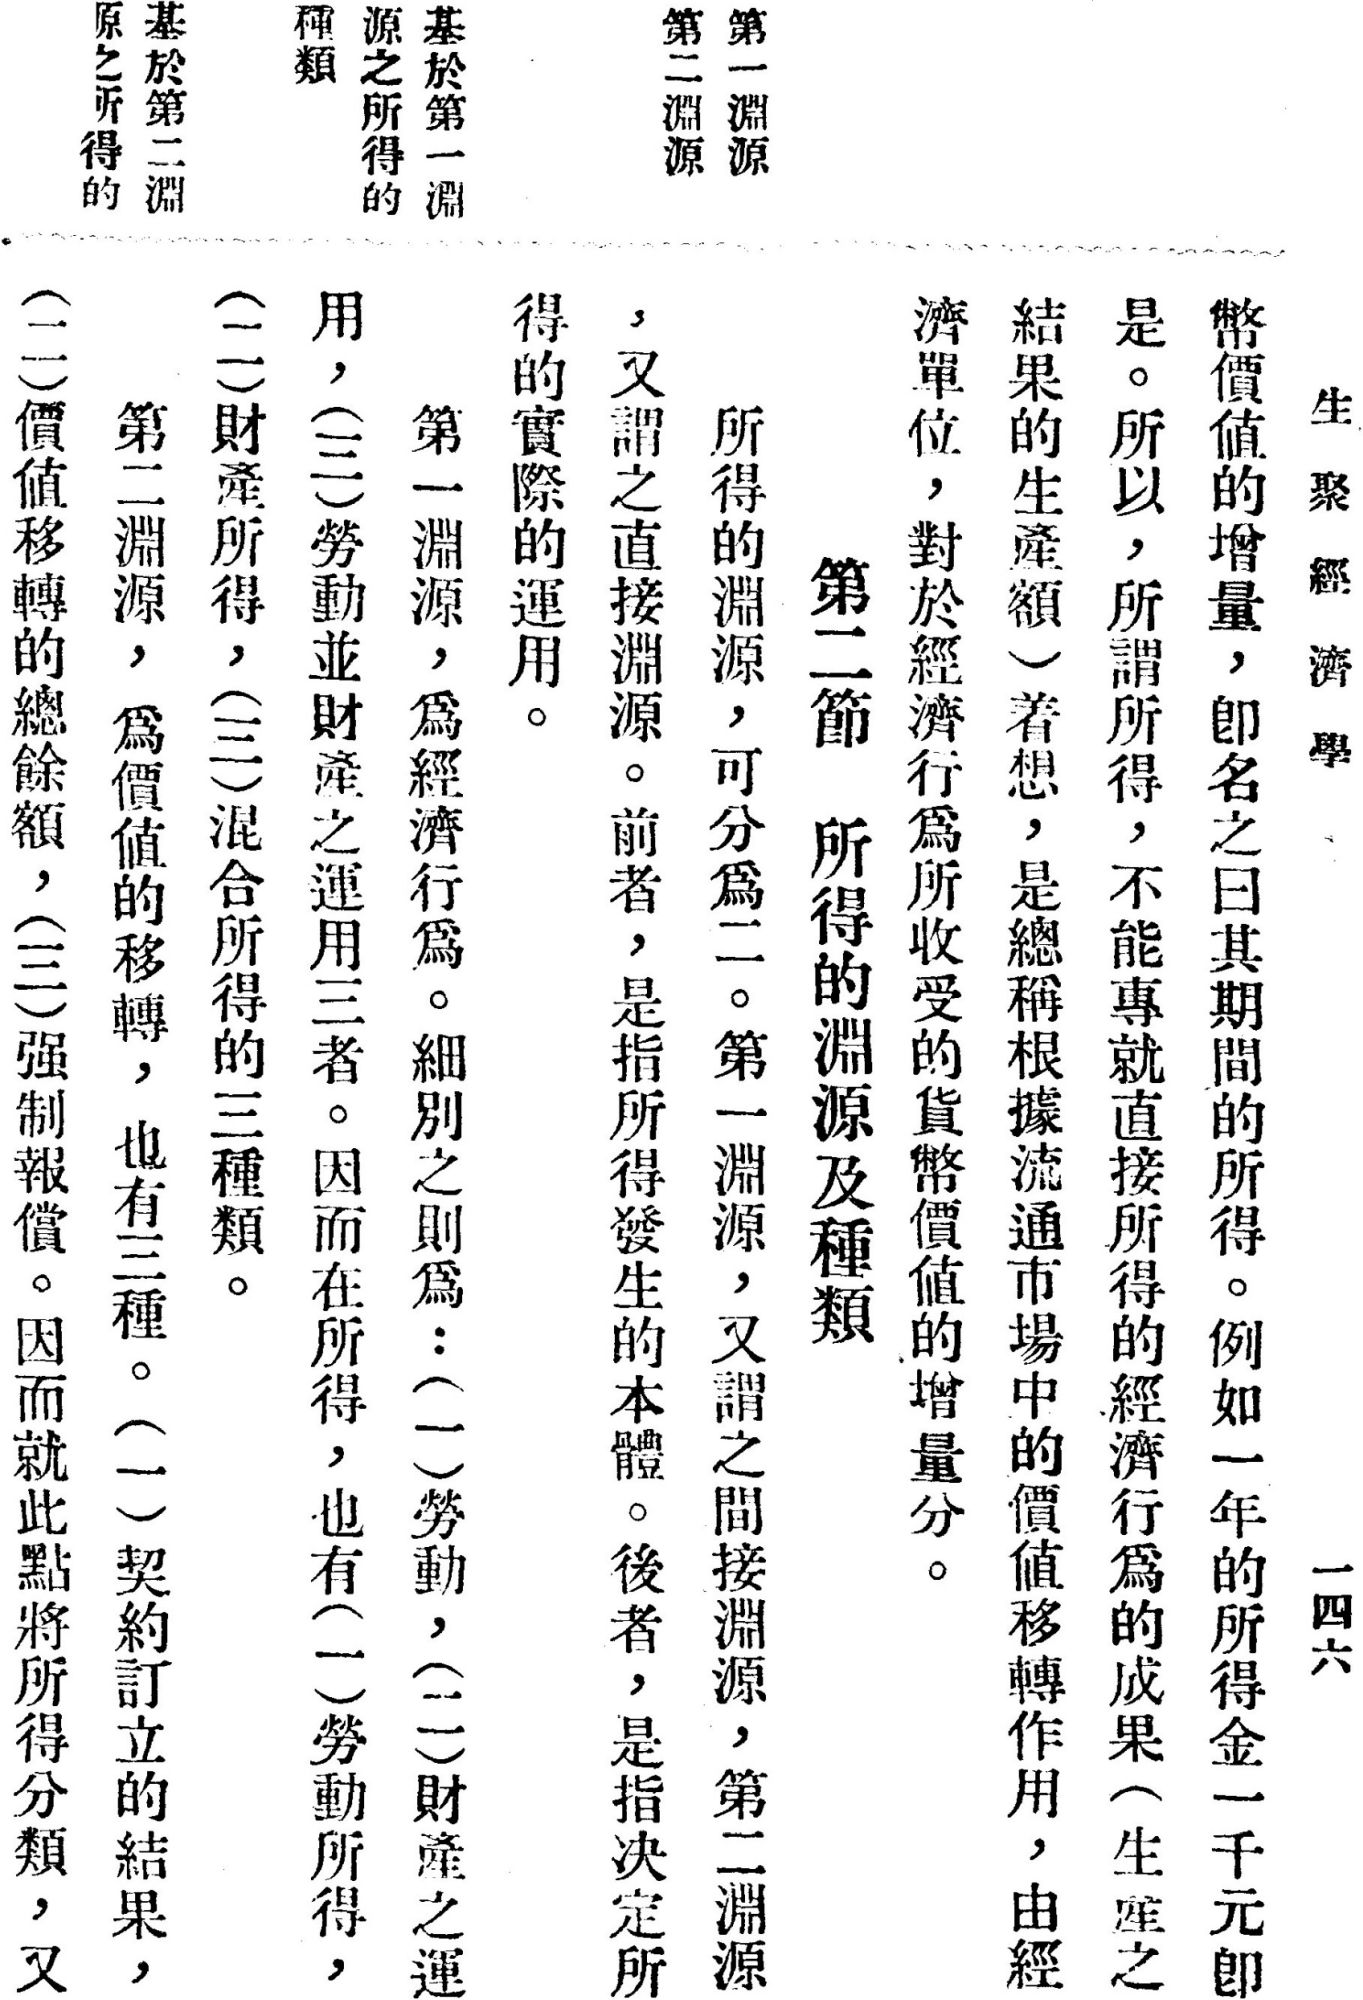 生聚經濟學
一四六
幣價値的增量，卽名之曰其期間的所得。例如一年的所得金一千元卽
是。所以，所謂所得，不能專就直接所得的經濟行爲的成果（生產之
結果的生產額）着想，是總稱根據流通市場中的價値移轉作用，由經
濟單位，對於經濟行爲所收受的貨幣價値的增量分。
第二節　所得的淵源及種類
第一淵源
第二淵源
所得的淵源，可分爲二。第一淵源，又謂之間接淵源，第二淵源
，又謂之直接淵源。前者，是指所得發生的本體。後者，是指決定所
得的實際的運用。
基於第一淵
源之所得的
種類
第一淵源，爲經濟行爲。細別之則爲：（一）勞動，（二）財產之運
用，（三）勞動並財產之運用三者。因而在所得，也有（一）勞動所得，
（二）財產所得，（三）混合所得的三種類。
基於第二淵
源之所得的
第二淵源，爲價値的移轉，也有三種。（一）契約訂立的結果，
（二）價値移轉的總餘額，（三）强制報償。因而就此點將所得分類，又